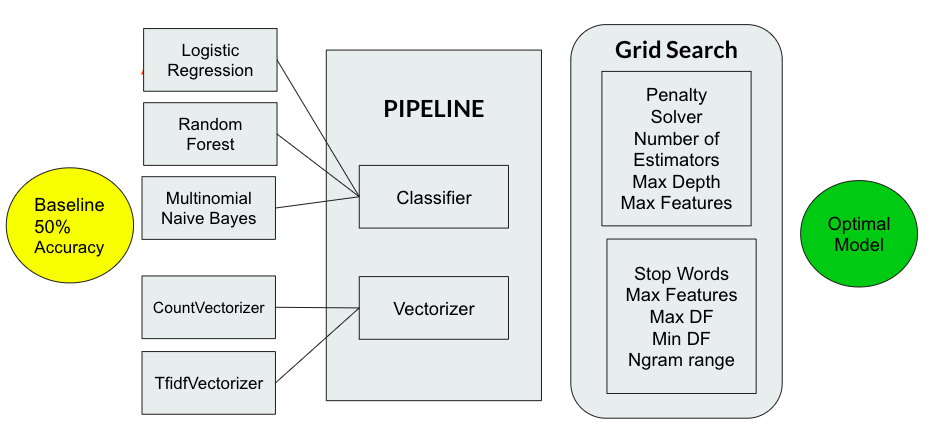 Baseline
50%
Accuracy
Logistic
Regression
Random
Forest
Multinomial
Naive Bayes
CountVectorizer
TfidfVectorizer
PIPELINE
Classifier
Vectorizer
Grid Search
Penalty
Solver
Number of
Estimators
Max Depth
Max Features
Stop Words
Max Features
Max DF
Min DF
Ngram range
Optimal
Model